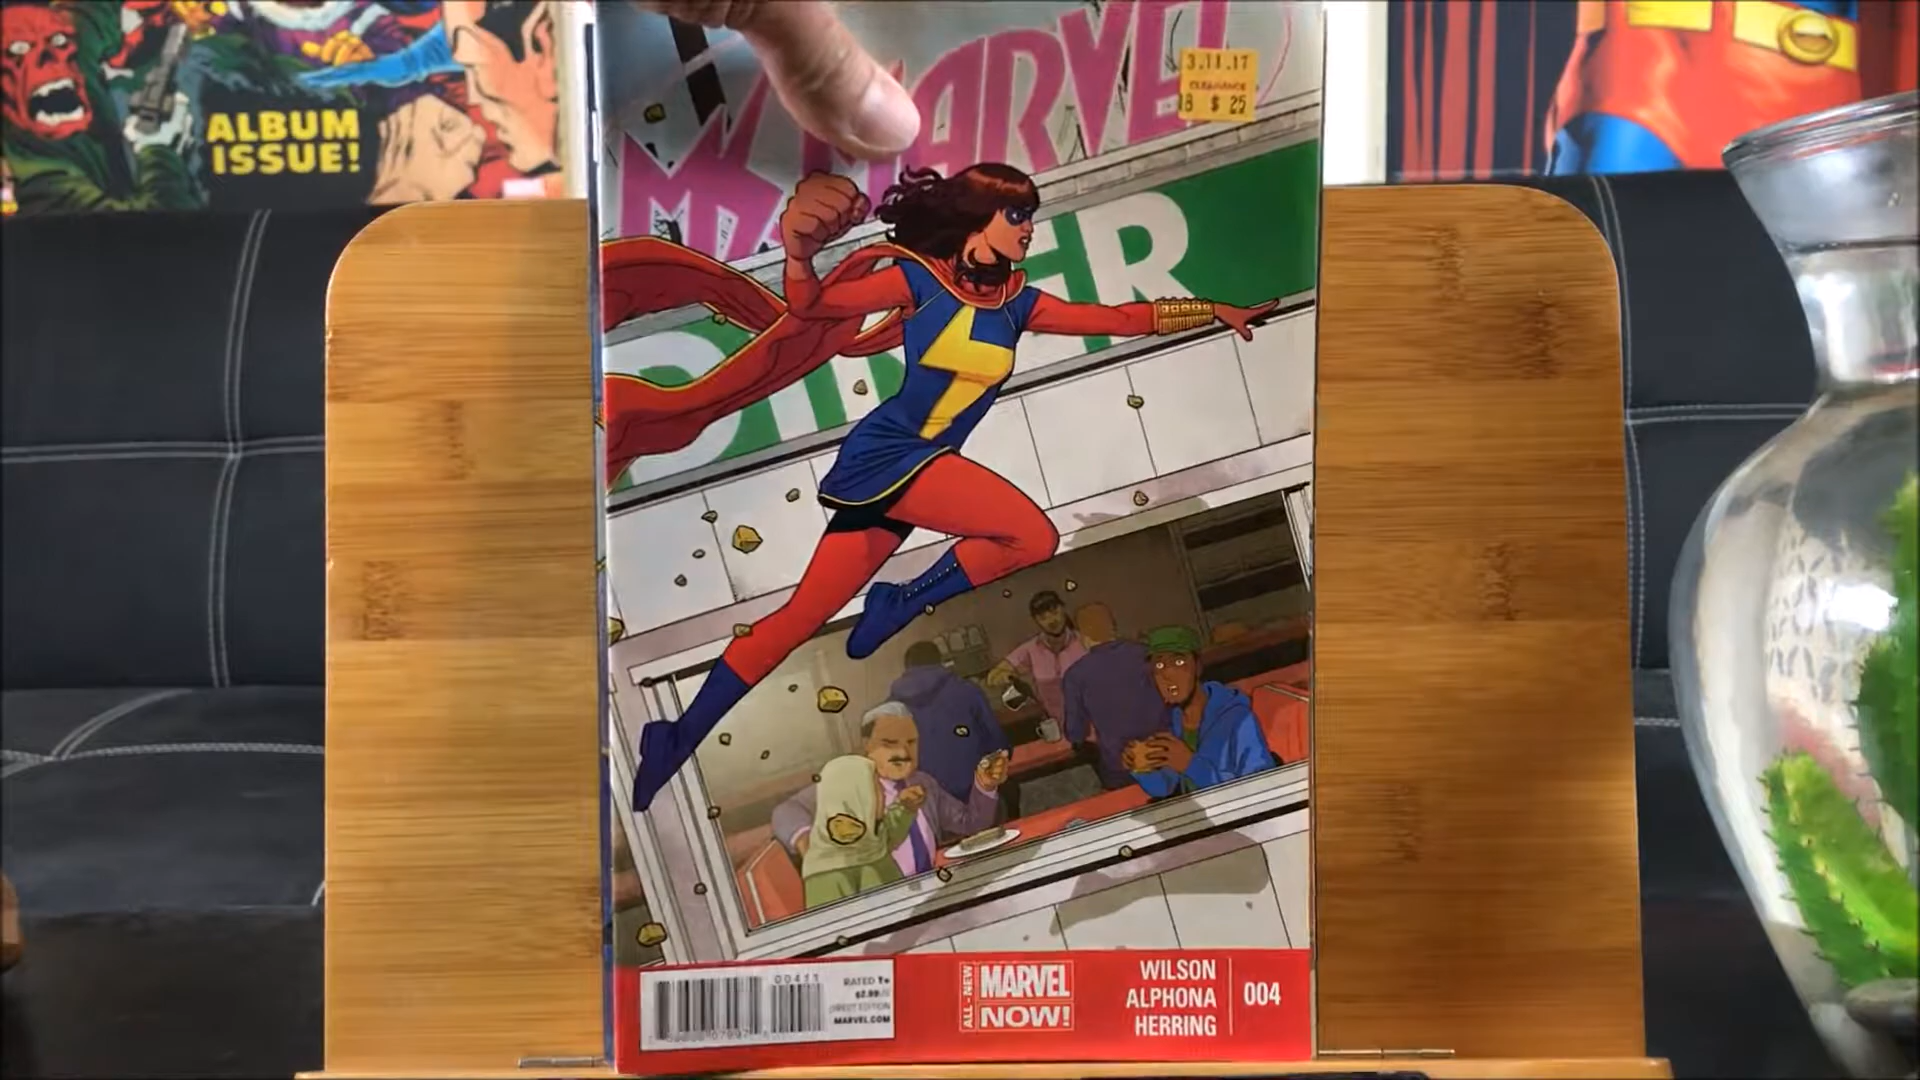 ALBUM
ISSUE!
MS. MARVEL
3.11.17
CLEARANCE
$ 25
DINER
00411
RATED T+
$2.99
DIRECT EDITION
MARVEL.COM
ALL-NEW
MARVEL
NOW!
WILSON
ALPHONA
HERRING
004